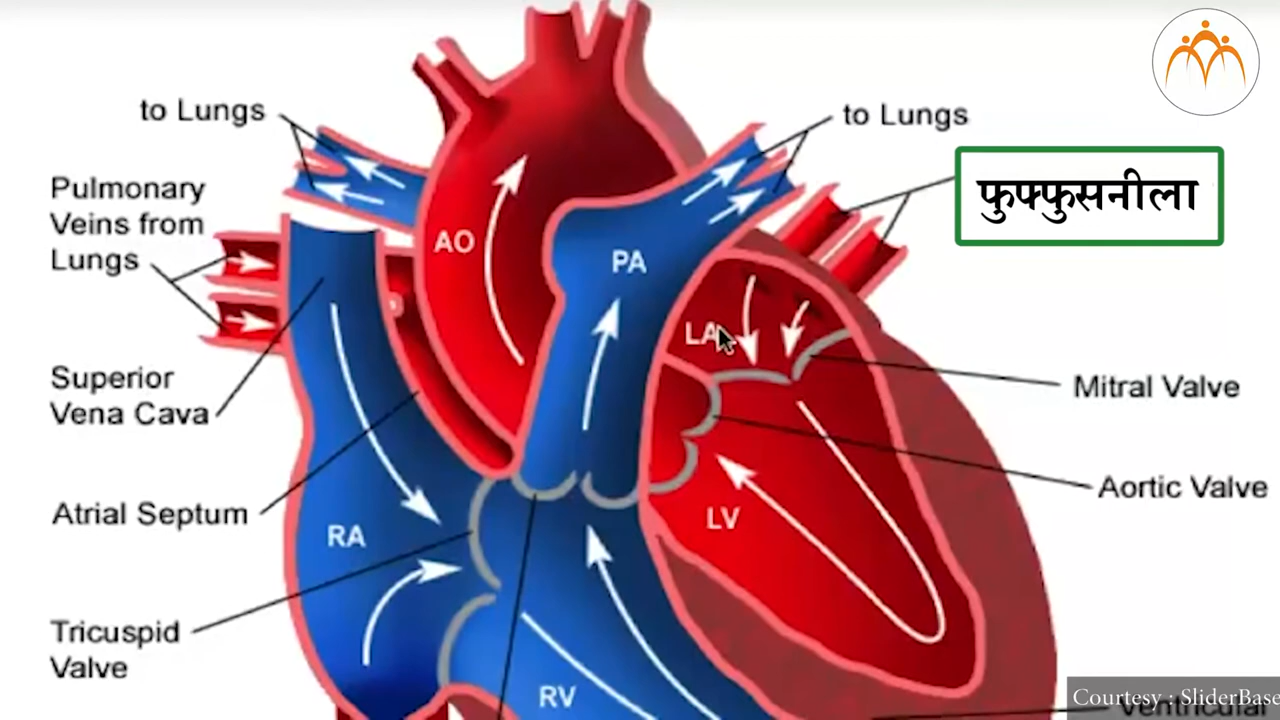 to Lungs
to Lungs
Pulmonary
Veins from
Lungs
फुफ्फुसनीला
AO
PA
LA
Superior
Vena Cava
Mitral Valve
Aortic Valve
Atrial Septum
LV
RA
Tricuspid
Valve
RV
Courtesy : SliderBase
Ventricular